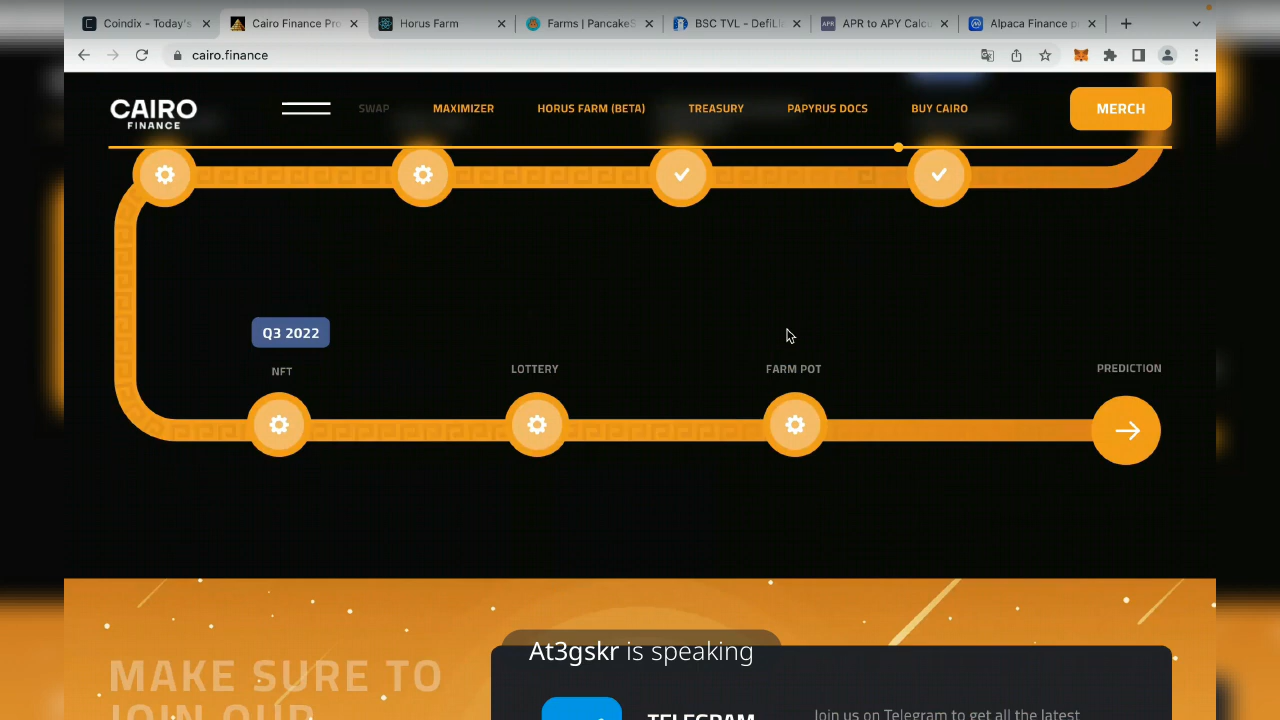 Coindix - Today's
Cairo Finance Pro
Horus Farm
Farms | PancakeS
BSC TVL - DefiLl
APR to APY Calcu
Alpaca Finance p
cairo.finance
CAIRO
FINANCE
SWAP
MAXIMIZER
HORUS FARM (BETA)
TREASURY
PAPYRUS DOCS
BUY CAIRO
MERCH
Q3 2022
NFT
LOTTERY
FARM POT
PREDICTION
At3gskr is speaking
MAKE SURE TO
JOIN OUR
TELEGRAM
Join us on Telegram to get all the latest